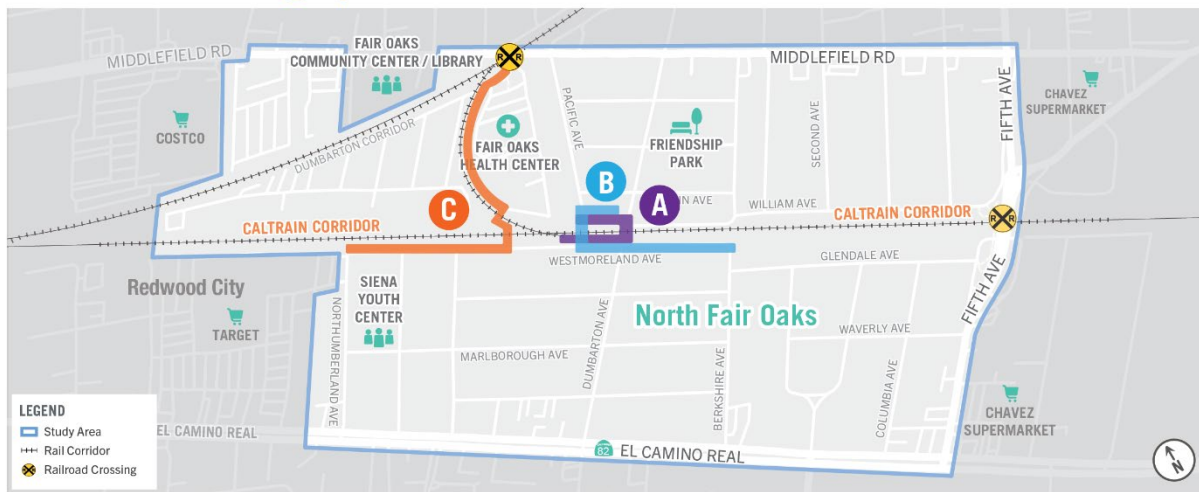 MIDDLEFIELD RD
FAIR OAKS
COMMUNITY CENTER / LIBRARY
R R
MIDDLEFIELD RD
COSTCO
DUMBARTON CORRIDOR
FAIR OAKS
HEALTH CENTER
PACIFIC AVE
FRIENDSHIP
PARK
SECOND AVE
FIFTH AVE
CHAVEZ
SUPERMARKET
C
B
A
AVE
WILLIAM AVE
CALTRAIN CORRIDOR
CALTRAIN CORRIDOR
R R
WESTMORELAND AVE
GLENDALE AVE
Redwood City
TARGET
NORTHUMBERLAND AVE
SIENA
YOUTH
CENTER
MARLBOROUGH AVE
DUMBARTON AVE
North Fair Oaks
BERKSHIRE AVE
WAVERLY AVE
COLUMBIA AVE
FIFTH AVE
CHAVEZ
SUPERMARKET
LEGEND
Study Area
Rail Corridor
R R
Railroad Crossing
EL CAMINO REAL
82
EL CAMINO REAL
N